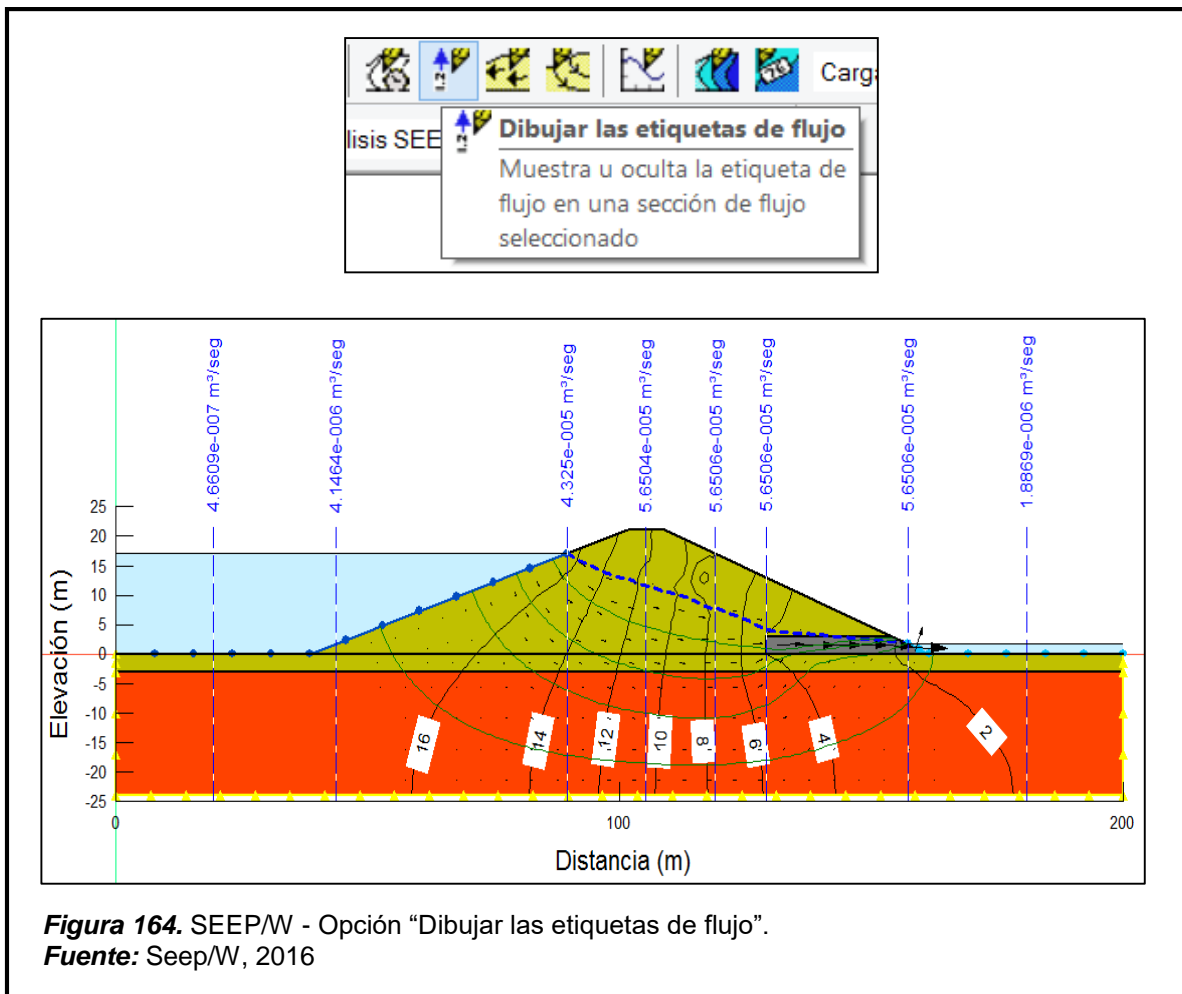 Carga
lisis SEE
Dibujar las etiquetas de flujo
Muestra u oculta la etiqueta de
flujo en una sección de flujo
seleccionado
4.6609e-007 m³/seg
4.1464e-006 m³/seg
4.325e-005 m³/seg
5.6504e-005 m³/seg
5.6506e-005 m³/seg
5.6506e-005 m³/seg
5.6506e-005 m³/seg
1.8869e-006 m³/seg
Elevación (m)
25
20
15
10
5
0
-5
-10
-15
-20
-25
16
14
12
10
8
6
4
2
0
100
200
Distancia (m)
Figura 164. SEEP/W - Opción “Dibujar las etiquetas de flujo”.
Fuente: Seep/W, 2016